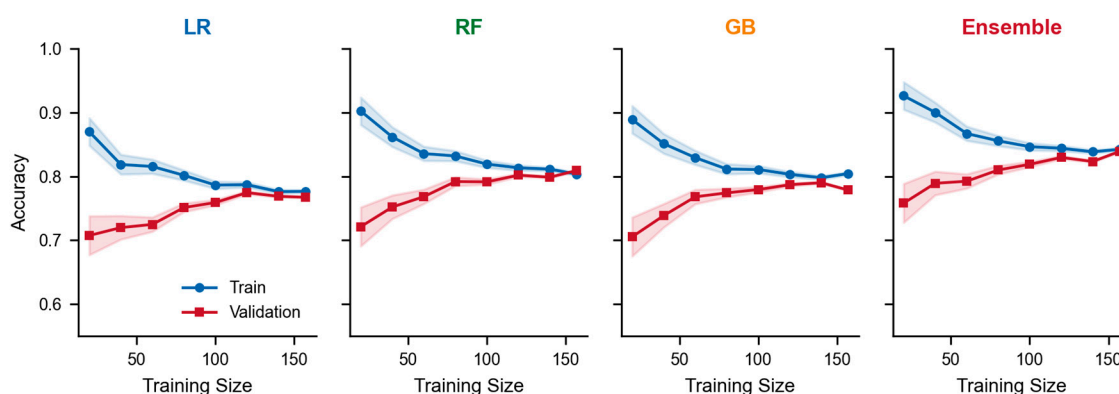 LR RF GB Ensemble
1.0
0.9
0.8
0.7
0.6
Accuracy
Train
Validation
50 100 150 50 100 150 50 100 150 50 100 150
Training Size Training Size Training Size Training Size